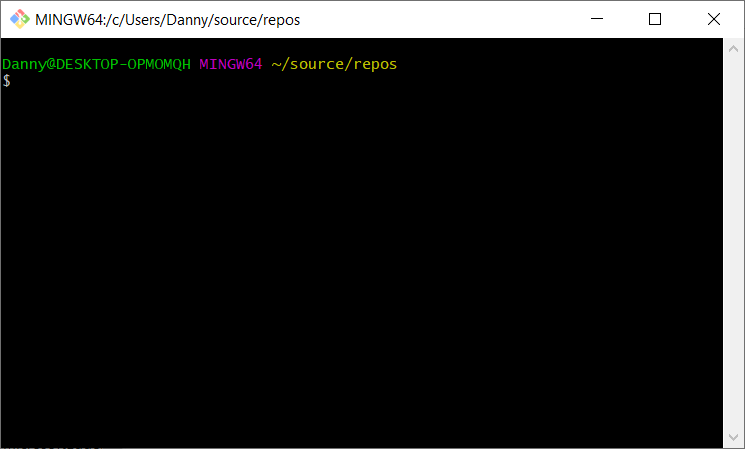 MINGW64:/c/Users/Danny/source/repos
Danny@DESKTOP-OPMOMQH MINGW64 ~/source/repos
$